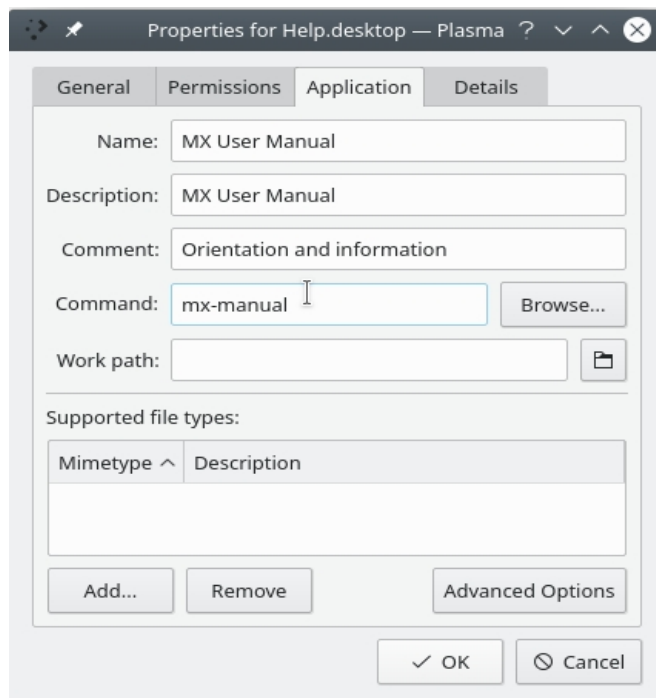 Properties for Help.desktop — Plasma
General Permissions Application Details
Name: MX User Manual
Description: MX User Manual
Comment: Orientation and information
Command: mx-manual Browse...
Work path:
Supported file types:
Mimetype Description
Add... Remove Advanced Options
OK Cancel